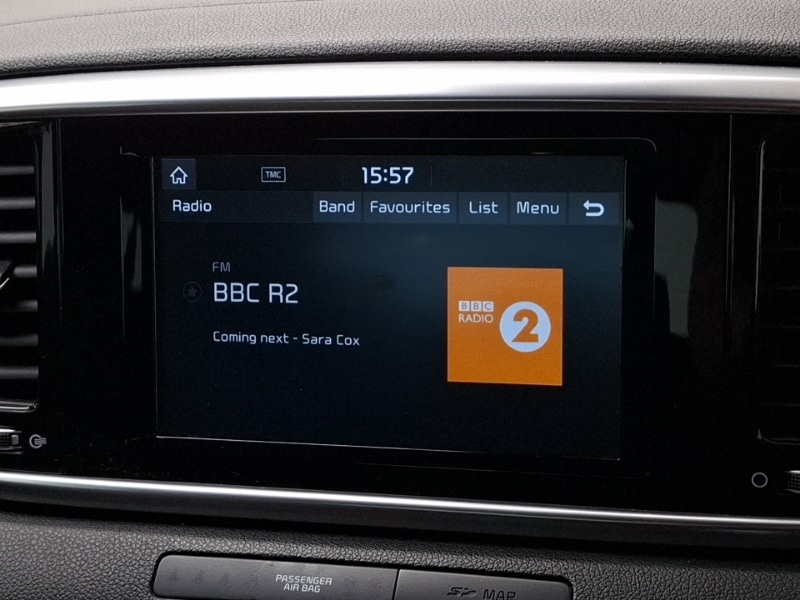 TMC 15:57
Radio Band Favourites List Menu
FM
BBC R2
Coming next - Sara Cox
BBC
RADIO 2
PASSENGER
AIR BAG
MAP